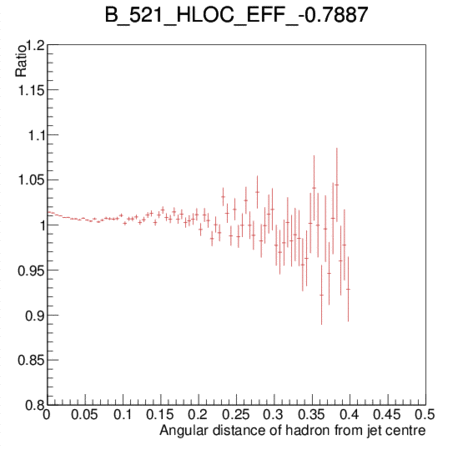 B_521_HLOC_EFF_-0.7887
Ratio
1.2
1.15
1.1
1.05
1
0.95
0.9
0.85
0.8
0 0.05 0.1 0.15 0.2 0.25 0.3 0.35 0.4 0.45 0.5
Angular distance of hadron from jet centre